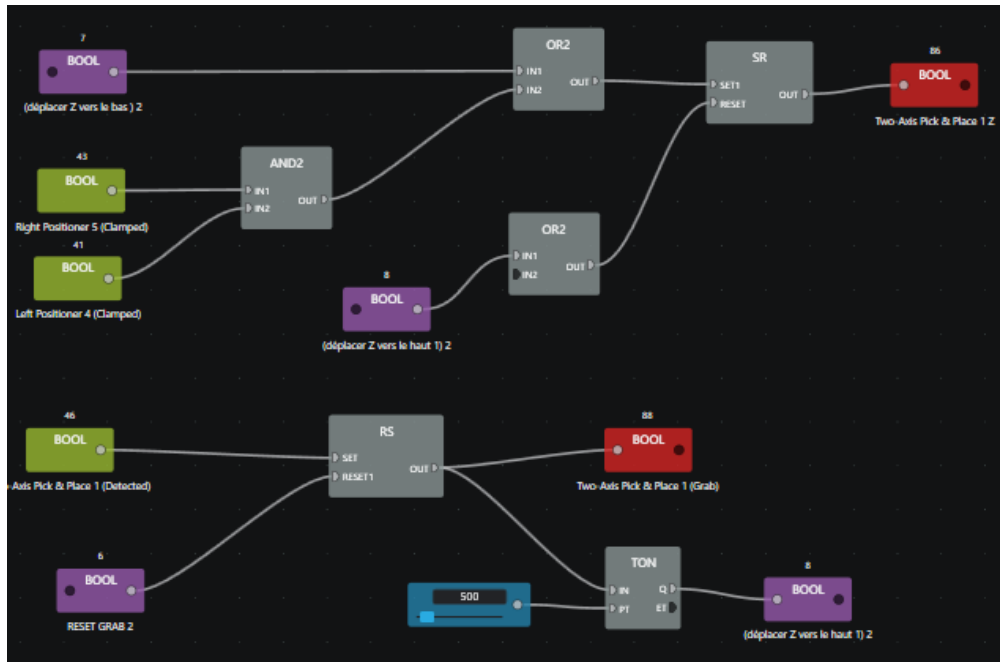 7
BOOL
(déplacer Z vers le bas ) 2
OR2
IN1
IN2
OUT
SR
SET1
RESET
OUT
86
BOOL
Two-Axis Pick & Place 1 Z
43
BOOL
Right Positioner 5 (Clamped)
AND2
IN1
IN2
OUT
41
BOOL
Left Positioner 4 (Clamped)
OR2
IN1
IN2
OUT
8
BOOL
(déplacer Z vers le haut 1) 2
46
BOOL
-Axis Pick & Place 1 (Detected)
RS
SET
RESET1
OUT
88
BOOL
Two-Axis Pick & Place 1 (Grab)
6
BOOL
RESET GRAB 2
500
TON
IN
PT
Q
ET
8
BOOL
(déplacer Z vers le haut 1) 2